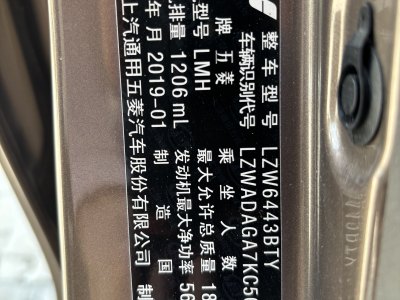 整车型号 LZW6443BTY
车辆识别代号 LZWADAGA7KC5
牌 五菱 乘坐人数
型号 LMH 最大允许总质量 18
排量 1206 mL 发动机最大净功率 56
年月 2019-01 制造国
上汽通用五菱汽车股份有限公司 制